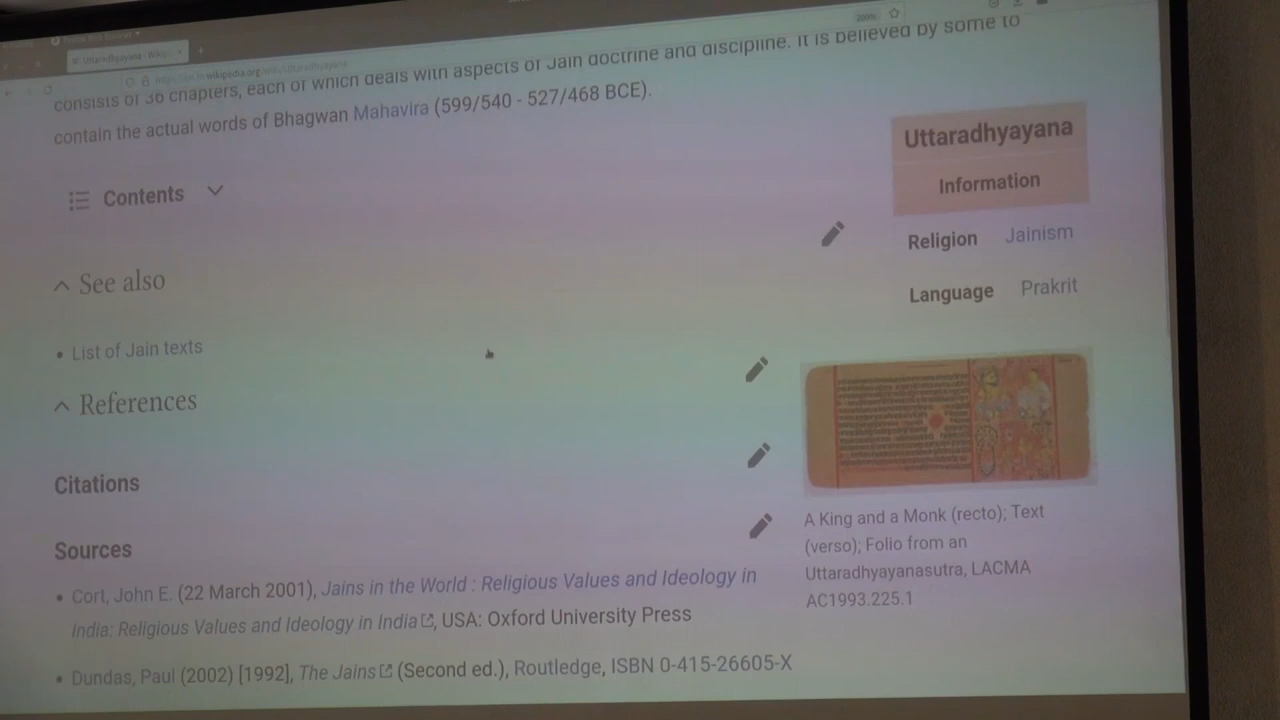 Uttaradhyayana - Wikip
200%
wikipedia.org
consists of 36 chapters, each of which deals with aspects of Jain doctrine and discipline. It is believed by some to
contain the actual words of Bhagwan Mahavira (599/540 - 527/468 BCE).
Uttaradhyayana
Information
Religion Jainism
Language Prakrit
Contents
See also
• List of Jain texts
References
Citations
Sources
• Cort, John E. (22 March 2001), Jains in the World : Religious Values and Ideology in
India: Religious Values and Ideology in India, USA: Oxford University Press
• Dundas, Paul (2002) [1992], The Jains (Second ed.), Routledge, ISBN 0-415-26605-X
A King and a Monk (recto); Text
(verso); Folio from an
Uttaradhyayanasutra, LACMA
AC1993.225.1